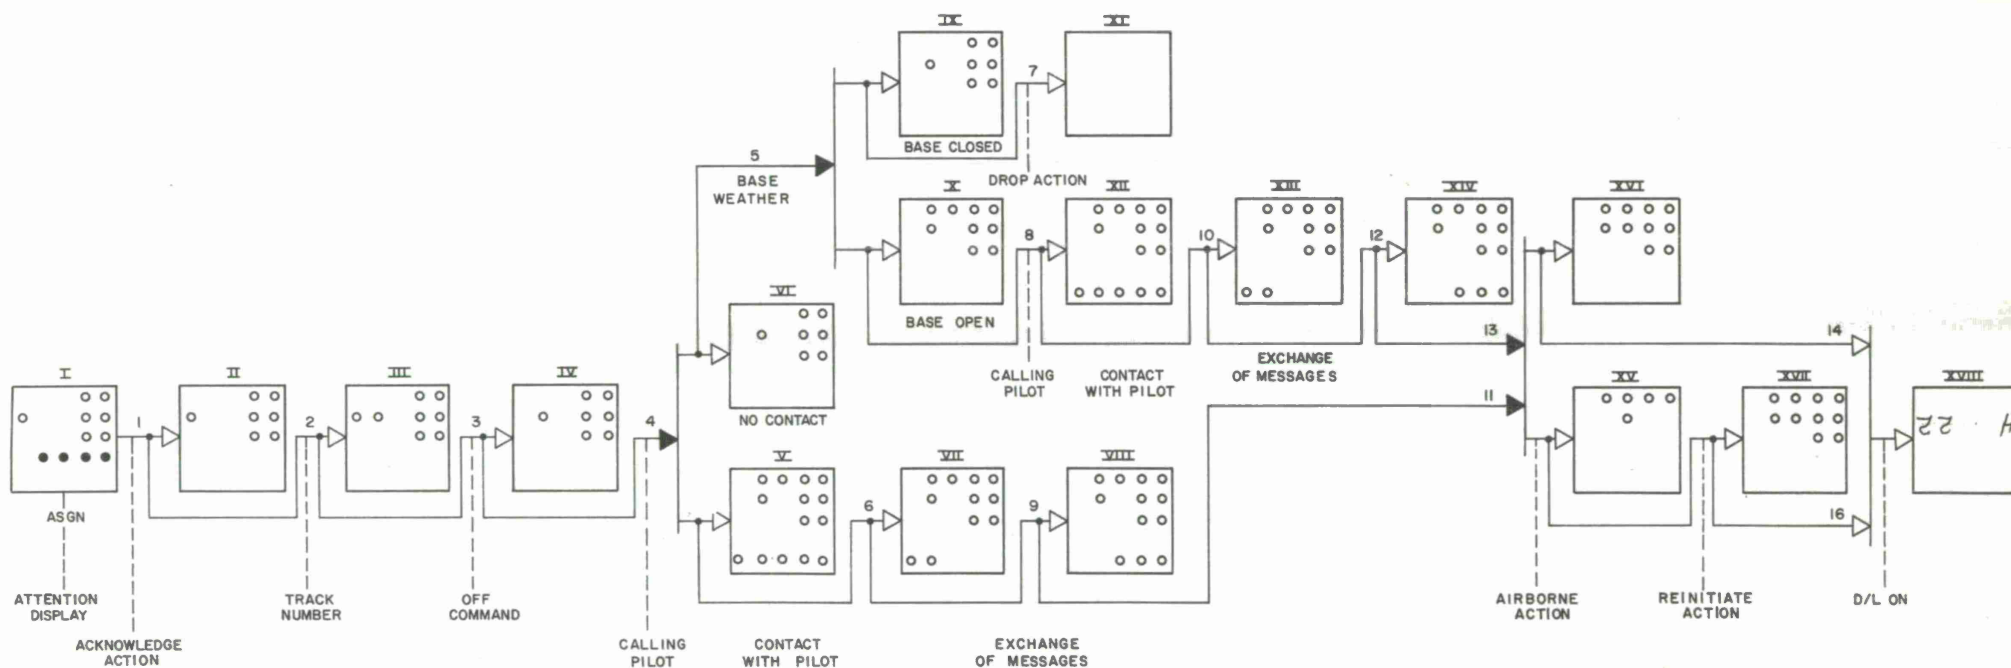 IX
XI
7
5
BASE CLOSED
BASE
WEATHER
DROP ACTION
X
XII
XIII
XIV
XVI
8
10
12
VI
BASE OPEN
13
14
EXCHANGE
OF MESSAGES
CALLING
PILOT
CONTACT
WITH PILOT
I
II
III
IV
XV
XVII
XVIII
11
NO CONTACT
1
2
3
4
22
V
VII
VIII
6
9
16
ASGN
ATTENTION
DISPLAY
TRACK
NUMBER
OFF
COMMAND
AIRBORNE
ACTION
REINITIATE
ACTION
D/L ON
ACKNOWLEDGE
ACTION
CALLING
PILOT
CONTACT
WITH PILOT
EXCHANGE
OF MESSAGES